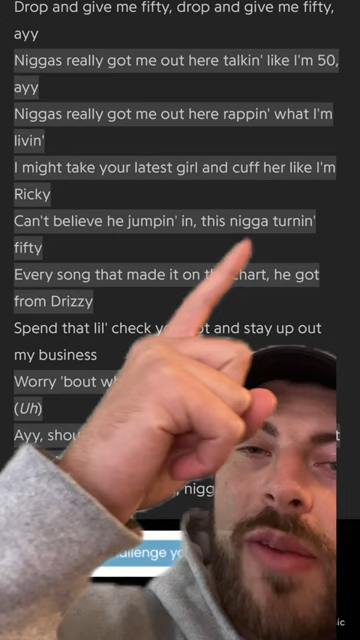 Drop and give me fifty, drop and give me fifty,
ayy
Niggas really got me out here talkin' like I'm 50,
ayy
Niggas really got me out here rappin' what I'm
livin'
I might take your latest girl and cuff her like I'm
Ricky
Can't believe he jumpin' in, this nigga turnin'
fifty
Every song that made it on chart, he got
from Drizzy
Spend that lil' check and stay up out
my business
Worry 'bout
(Uh)
Ayy,